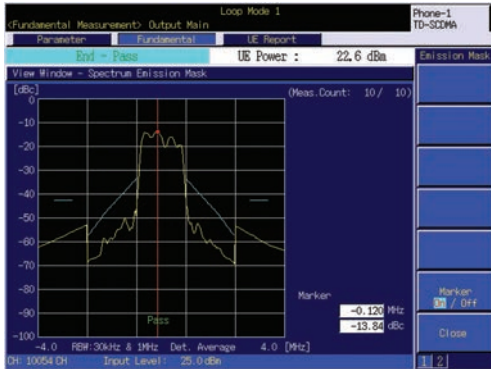 Loop Mode 1
Phone-1
TD-SCDMA
<Fundamental Measurement> Output Main
Parameter
Fundamental
UE Report
End - Pass
UE Power : 22.6 dBm
Emission Mask
View Window - Spectrum Emission Mask
[dBc]
(Meas.Count: 10/ 10)
0
-10
-20
-30
-40
-50
-60
-70
-80
-90
-100
Pass
Marker
-0.120 MHz
-13.84 dBc
-4.0 RBW:30kHz & 1MHz Det. Average 4.0 [MHz]
CH: 10054 CH Input Level: 25.0 dBm
Marker
On / Off
Close
1 2